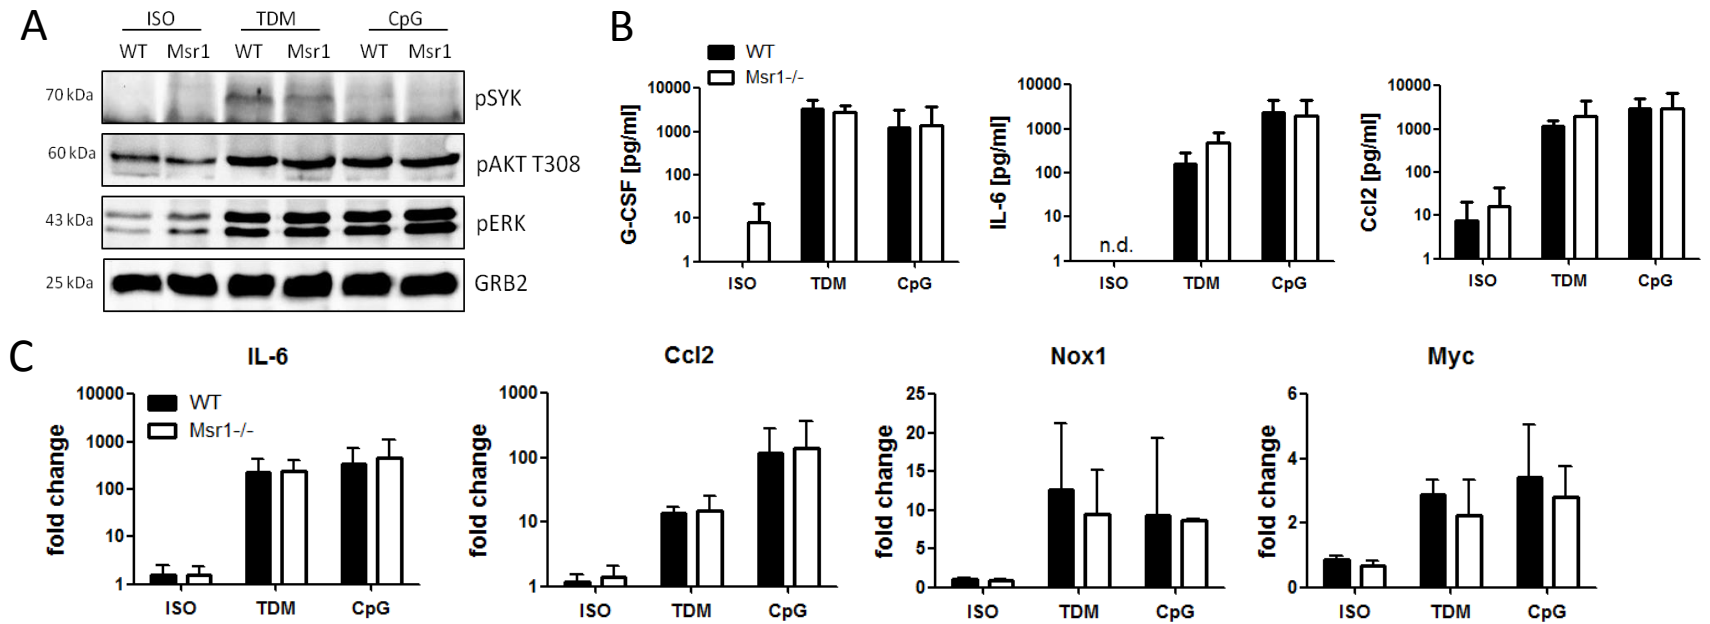 A
ISO TDM CpG
WT Msr1 WT Msr1 WT Msr1
70 kDa pSYK
60 kDa pAKT T308
43 kDa pERK
25 kDa GRB2
B
WT
Msr1-/-
G-CSF [pg/ml]
10000
1000
100
10
1
ISO TDM CpG
IL-6 [pg/ml]
10000
1000
100
10
1
n.d.
ISO TDM CpG
Ccl2 [pg/ml]
10000
1000
100
10
1
ISO TDM CpG
C
IL-6
WT
Msr1-/-
fold change
10000
1000
100
10
1
ISO TDM CpG
Ccl2
fold change
1000
100
10
1
ISO TDM CpG
Nox1
fold change
25
20
15
10
5
0
ISO TDM CpG
Myc
fold change
6
4
2
0
ISO TDM CpG